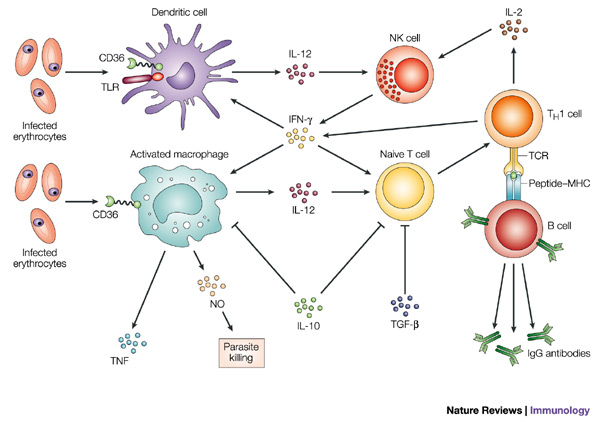 Dendritic cell
IL-2
CD36
IL-12
NK cell
TLR
Infected
erythrocytes
IFN-γ
TH1 cell
Activated macrophage
Naive T cell
TCR
Peptide–MHC
CD36
IL-12
B cell
Infected
erythrocytes
NO
IL-10
TGF-β
TNF
Parasite
killing
IgG antibodies
Nature Reviews | Immunology